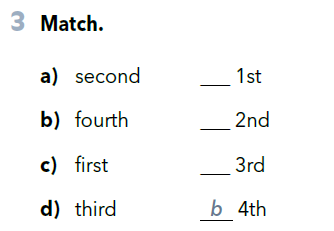 3 Match.
a) second ___ 1st
b) fourth ___ 2nd
c) first ___ 3rd
d) third b 4th